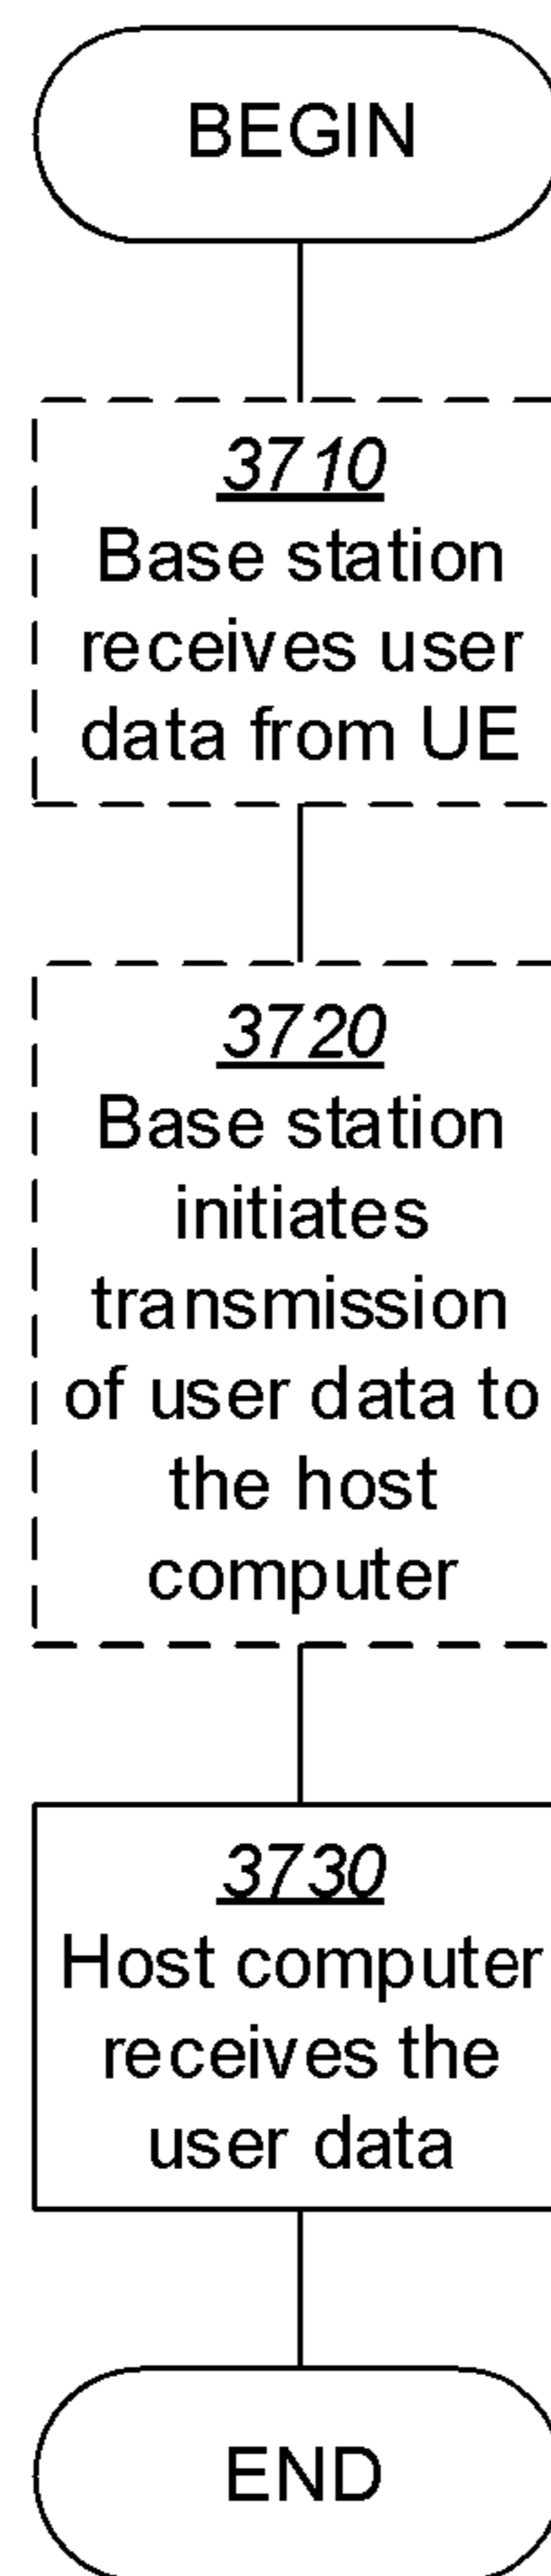 BEGIN
3710
Base station
receives user
data from UE
3720
Base station
initiates
transmission
of user data to
the host
computer
3730
Host computer
receives the
user data
END